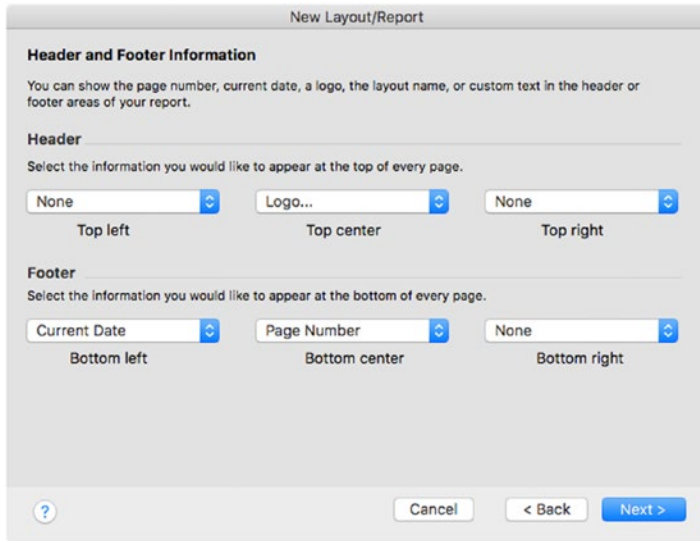 New Layout/Report
Header and Footer Information
You can show the page number, current date, a logo, the layout name, or custom text in the header or
footer areas of your report.
Header
Select the information you would like to appear at the top of every page.
None Logo... None
Top left Top center Top right
Footer
Select the information you would like to appear at the bottom of every page.
Current Date Page Number None
Bottom left Bottom center Bottom right
? Cancel < Back Next >